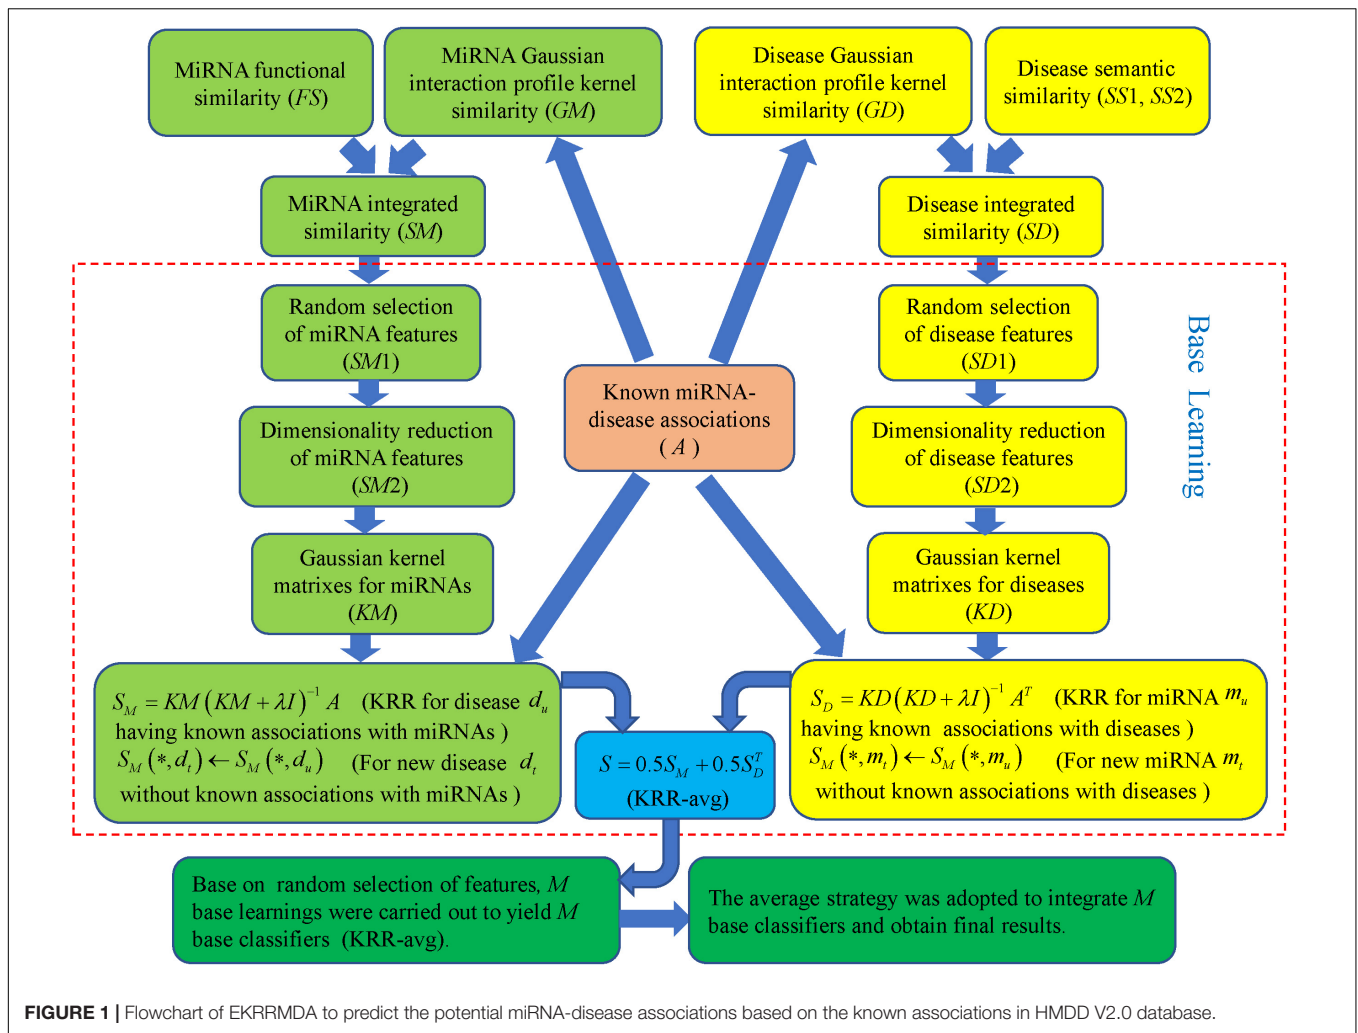 MiRNA functional
similarity (FS)
MiRNA Gaussian
interaction profile kernel
similarity (GM)
Disease Gaussian
interaction profile kernel
similarity (GD)
Disease semantic
similarity (SS1, SS2)
MiRNA integrated
similarity (SM)
Disease integrated
similarity (SD)
Random selection
of miRNA features
(SM1)
Random selection
of disease features
(SD1)
Base Learning
Known miRNA-
disease associations
( A )
Dimensionality reduction
of miRNA features
(SM2)
Dimensionality reduction
of disease features
(SD2)
Gaussian kernel
matrixes for miRNAs
(KM)
Gaussian kernel
matrixes for diseases
(KD)
S_M = KM(KM + λI)^{-1} A (KRR for disease d_u
having known associations with miRNAs )
S_M(*,d_t) ← S_M(*,d_u) (For new disease d_t
without known associations with miRNAs )
S_D = KD(KD + λI)^{-1} A^T (KRR for miRNA m_u
having known associations with diseases )
S_M(*,m_t) ← S_M(*,m_u) (For new miRNA m_t
without known associations with diseases )
S = 0.5S_M + 0.5S_D^T
(KRR-avg)
Base on random selection of features, M
base learnings were carried out to yield M
base classifiers (KRR-avg).
The average strategy was adopted to integrate M
base classifiers and obtain final results.
FIGURE 1 | Flowchart of EKRRMDA to predict the potential miRNA-disease associations based on the known associations in HMDD V2.0 database.